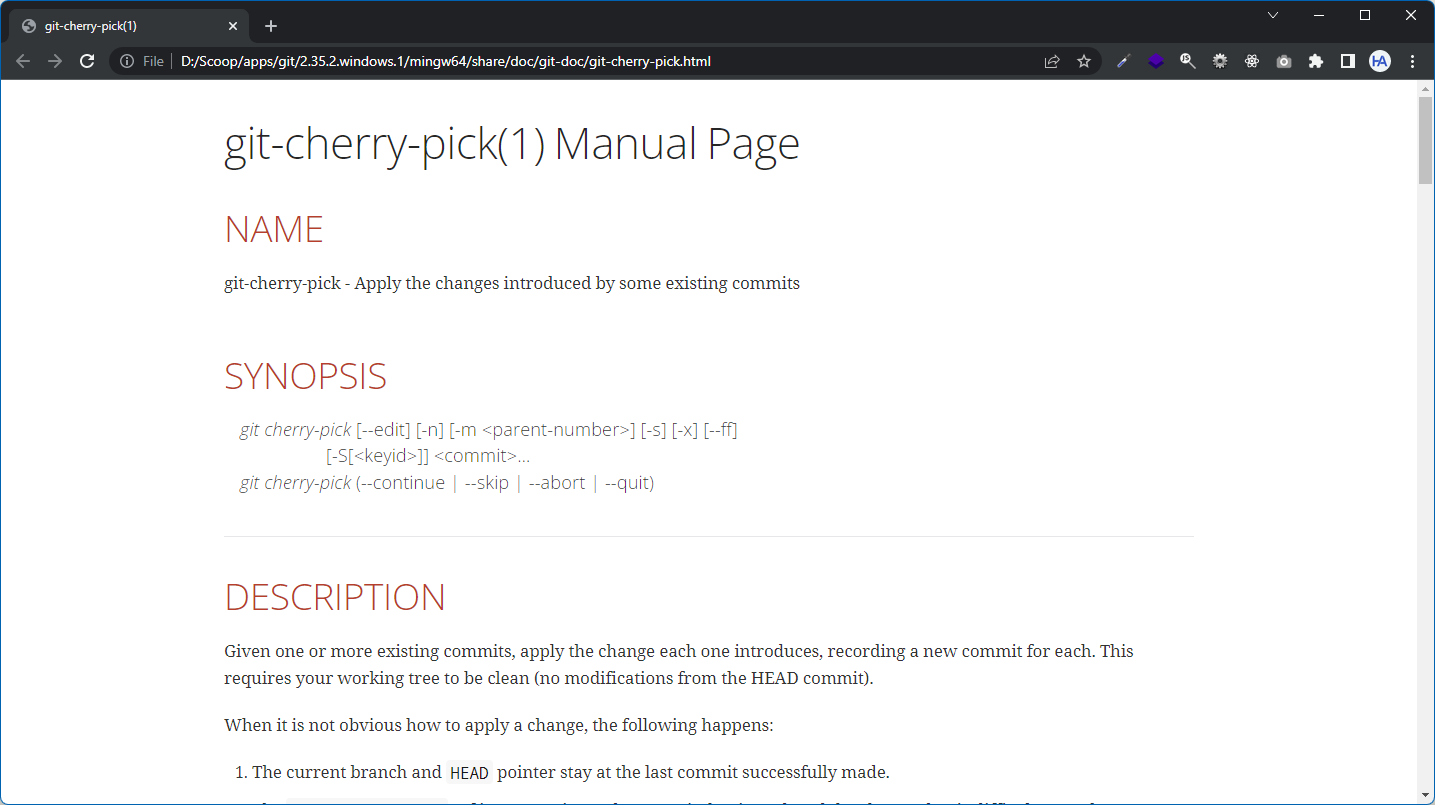 git-cherry-pick(1)
File
D:/Scoop/apps/git/2.35.2.windows.1/mingw64/share/doc/git-doc/git-cherry-pick.html
HA
git-cherry-pick(1) Manual Page
NAME
git-cherry-pick - Apply the changes introduced by some existing commits
SYNOPSIS
git cherry-pick [--edit] [-n] [-m <parent-number>] [-s] [-x] [--ff]
[-S[<keyid>]] <commit>…
git cherry-pick (--continue | --skip | --abort | --quit)
DESCRIPTION
Given one or more existing commits, apply the change each one introduces, recording a new commit for each. This
requires your working tree to be clean (no modifications from the HEAD commit).
When it is not obvious how to apply a change, the following happens:
1. The current branch and HEAD pointer stay at the last commit successfully made.